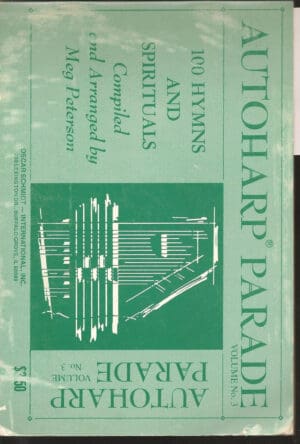 AUTOHARP® PARADE
VOLUME No. 3
100 HYMNS
AND
SPIRITUALS
Compiled
and Arranged by
Meg Peterson
AUTOHARP
PARADE
VOLUME
No. 3
OSCAR SCHMIDT — INTERNATIONAL, INC.
$3.50